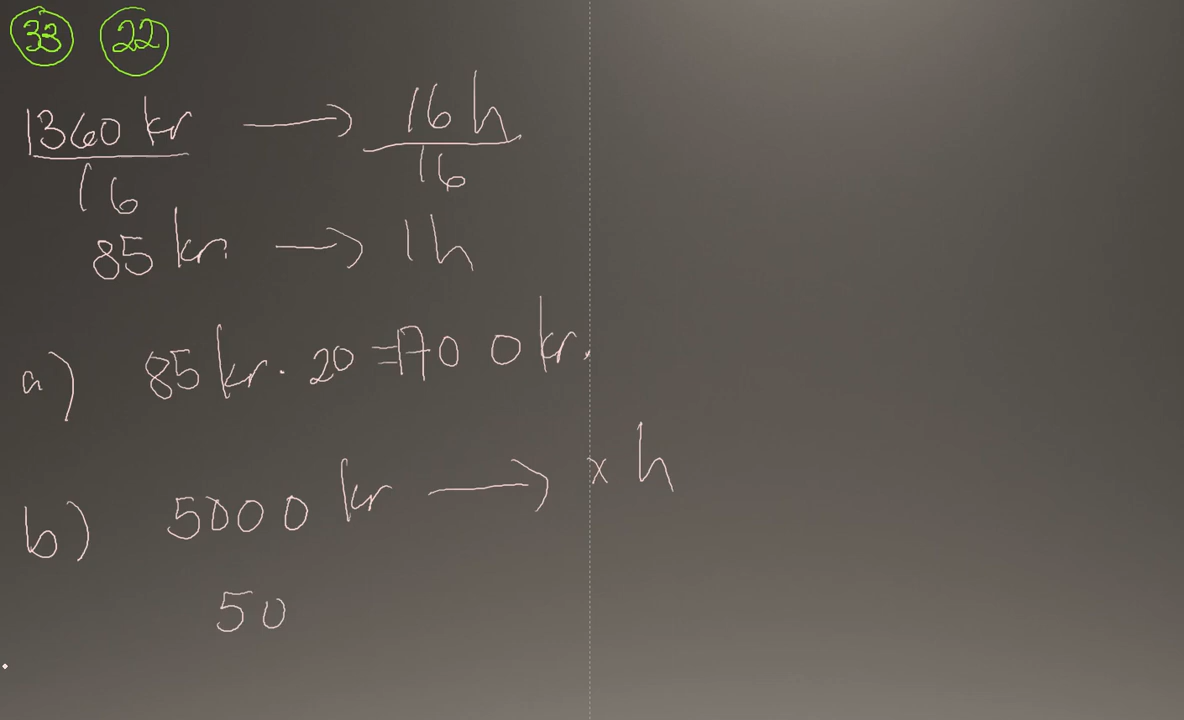 33 22
1360 kr → 16 h
16 16
85 kr. → 1 h
a) 85 kr. · 20 = 1700 kr.
b) 5000 kr → x h
50